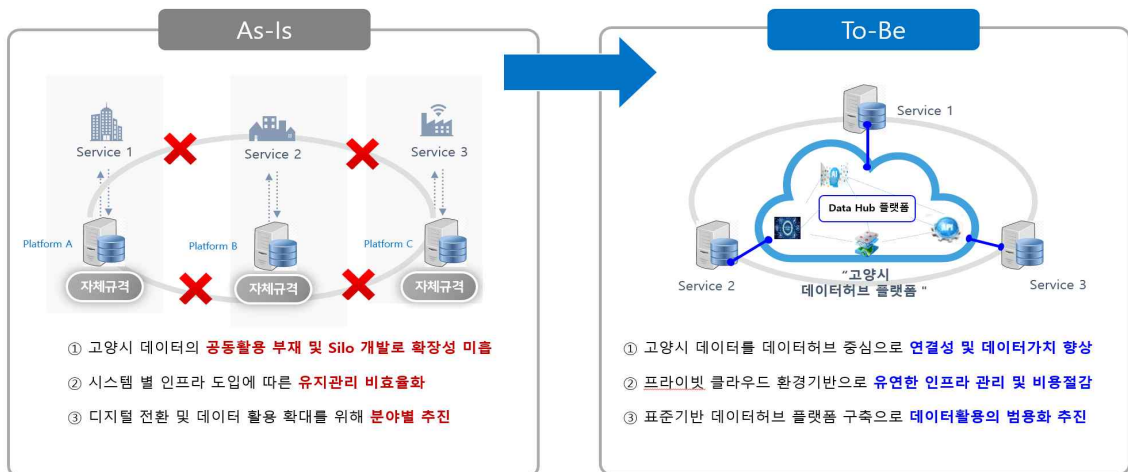 As-Is
Service 1
Service 2
Service 3
Platform A
Platform B
Platform C
자체규격
자체규격
자체규격
① 고양시 데이터의 공동활용 부재 및 Silo 개발로 확장성 미흡
② 시스템 별 인프라 도입에 따른 유지관리 비효율화
③ 디지털 전환 및 데이터 활용 확대를 위해 분야별 추진
To-Be
Service 1
AI
Data Hub 플랫폼
API
Service 2
Service 3
"고양시
데이터허브 플랫폼 "
① 고양시 데이터를 데이터허브 중심으로 연결성 및 데이터가치 향상
② 프라이빗 클라우드 환경기반으로 유연한 인프라 관리 및 비용절감
③ 표준기반 데이터허브 플랫폼 구축으로 데이터활용의 범용화 추진